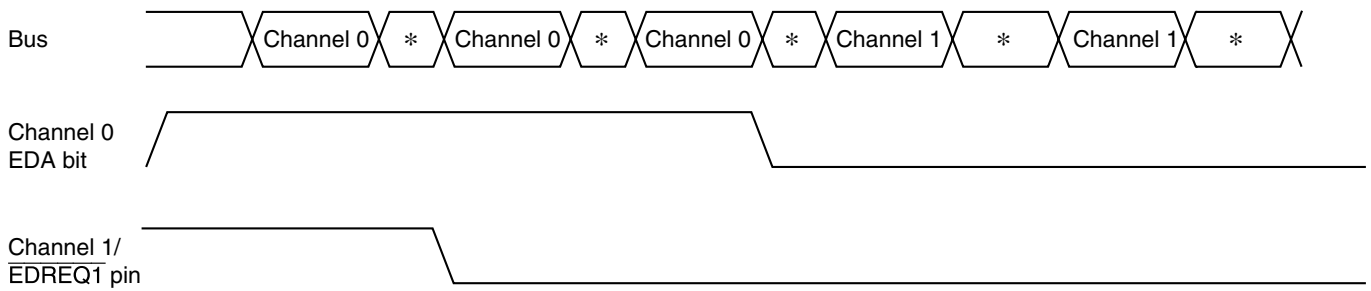 Bus
Channel 0 * Channel 0 * Channel 0 * Channel 1 * Channel 1 *
Channel 0
EDA bit
Channel 1/
EDREQ1 pin